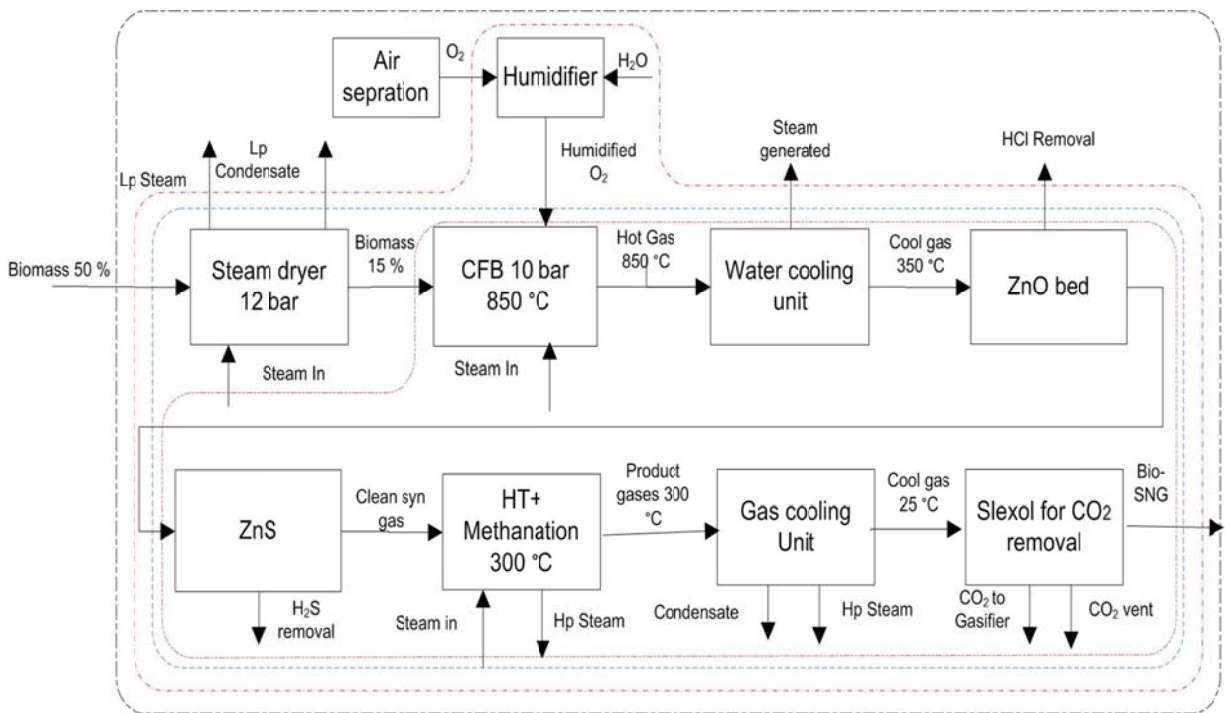 Air
sepration
O₂
Humidifier
H₂O
Humidified
O₂
Lp
Condensate
Lp Steam
Steam
generated
HCl Removal
Biomass 50 %
Steam dryer
12 bar
Biomass
15 %
CFB 10 bar
850 °C
Hot Gas
850 °C
Water cooling
unit
Cool gas
350 °C
ZnO bed
Steam In
Steam In
ZnS
Clean syn
gas
HT+
Methanation
300 °C
Product
gases 300
°C
Gas cooling
Unit
Cool gas
25 °C
Slexol for CO₂
removal
Bio-
SNG
H₂S
removal
Steam in
Hp Steam
Condensate
Hp Steam
CO₂ to
Gasifier
CO₂ vent